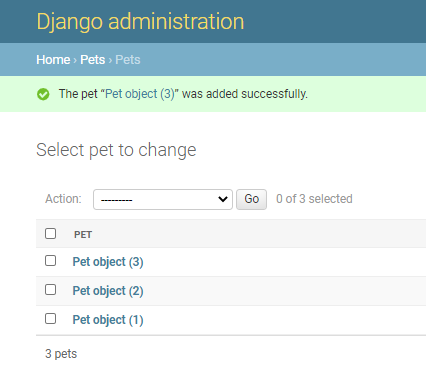 Django administration
Home › Pets › Pets
The pet “Pet object (3)” was added successfully.
Select pet to change
Action: --------- Go 0 of 3 selected
PET
Pet object (3)
Pet object (2)
Pet object (1)
3 pets